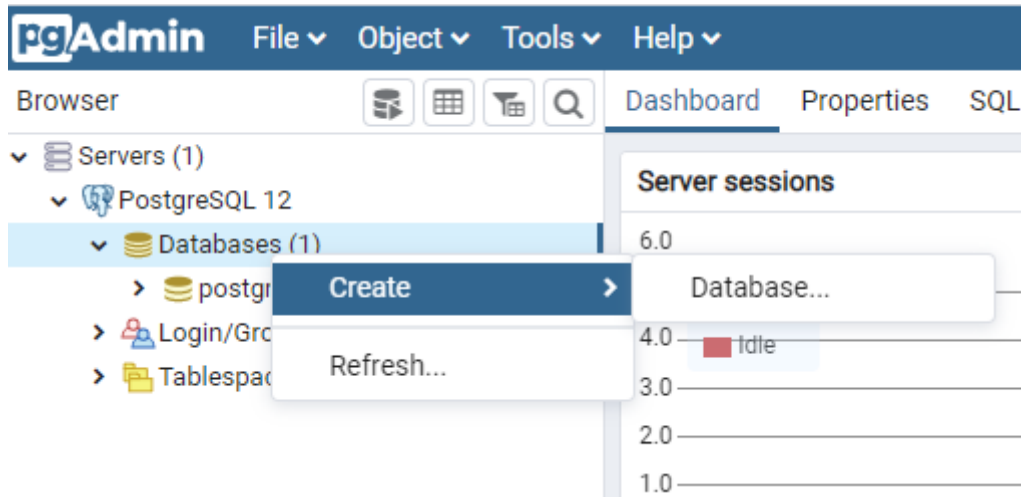 pgAdmin File Object Tools Help
Browser
Dashboard Properties SQL
Servers (1)
PostgreSQL 12
Databases (1)
Create
Refresh...
Database...
Server sessions
6.0
4.0
Idle
3.0
2.0
1.0